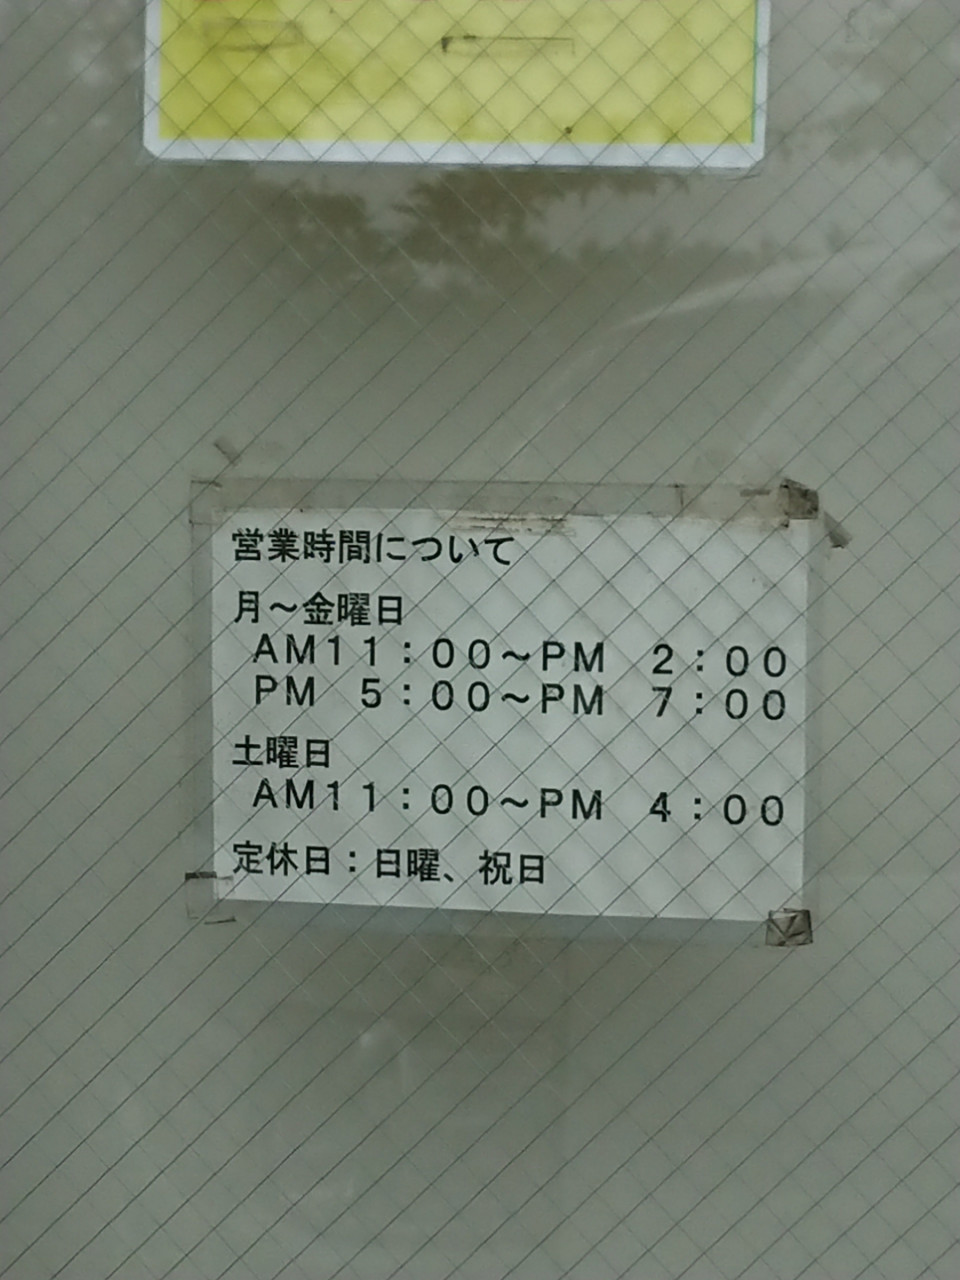 営業時間について
月～金曜日
AM11：00～PM 2：00
PM 5：00～PM 7：00
土曜日
AM11：00～PM 4：00
定休日：日曜、祝日